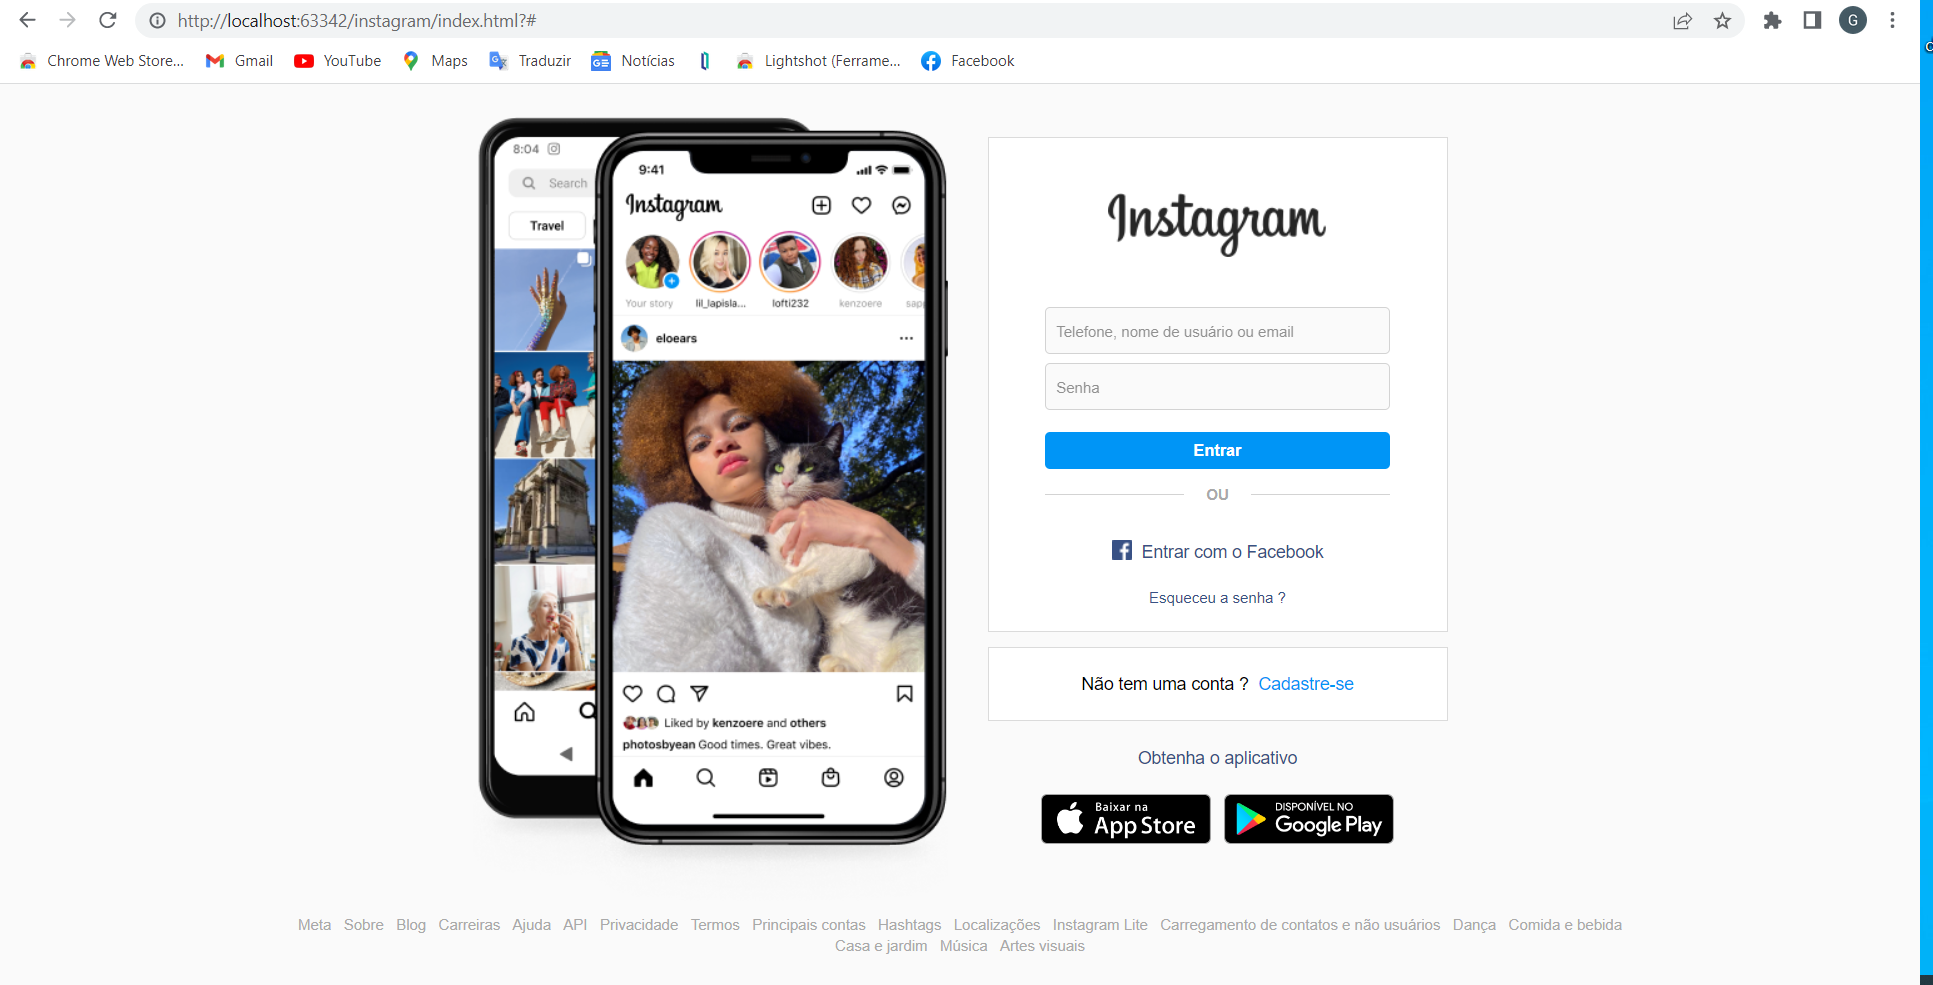 http://localhost:63342/instagram/index.html?#
G
Chrome Web Store... Gmail YouTube Maps Traduzir Notícias Lightshot (Ferrame... Facebook
8:04
Search
Travel
9:41
Instagram
Your story lil_lapisla... lofti232 kenzoere sap
eloears
Liked by kenzoere and others
photosbyean Good times. Great vibes.
Instagram
Telefone, nome de usuário ou email
Senha
Entrar
OU
Entrar com o Facebook
Esqueceu a senha ?
Não tem uma conta ? Cadastre-se
Obtenha o aplicativo
Baixar na
App Store
DISPONÍVEL NO
Google Play
Meta Sobre Blog Carreiras Ajuda API Privacidade Termos Principais contas Hashtags Localizações Instagram Lite Carregamento de contatos e não usuários Dança Comida e bebida
Casa e jardim Música Artes visuais